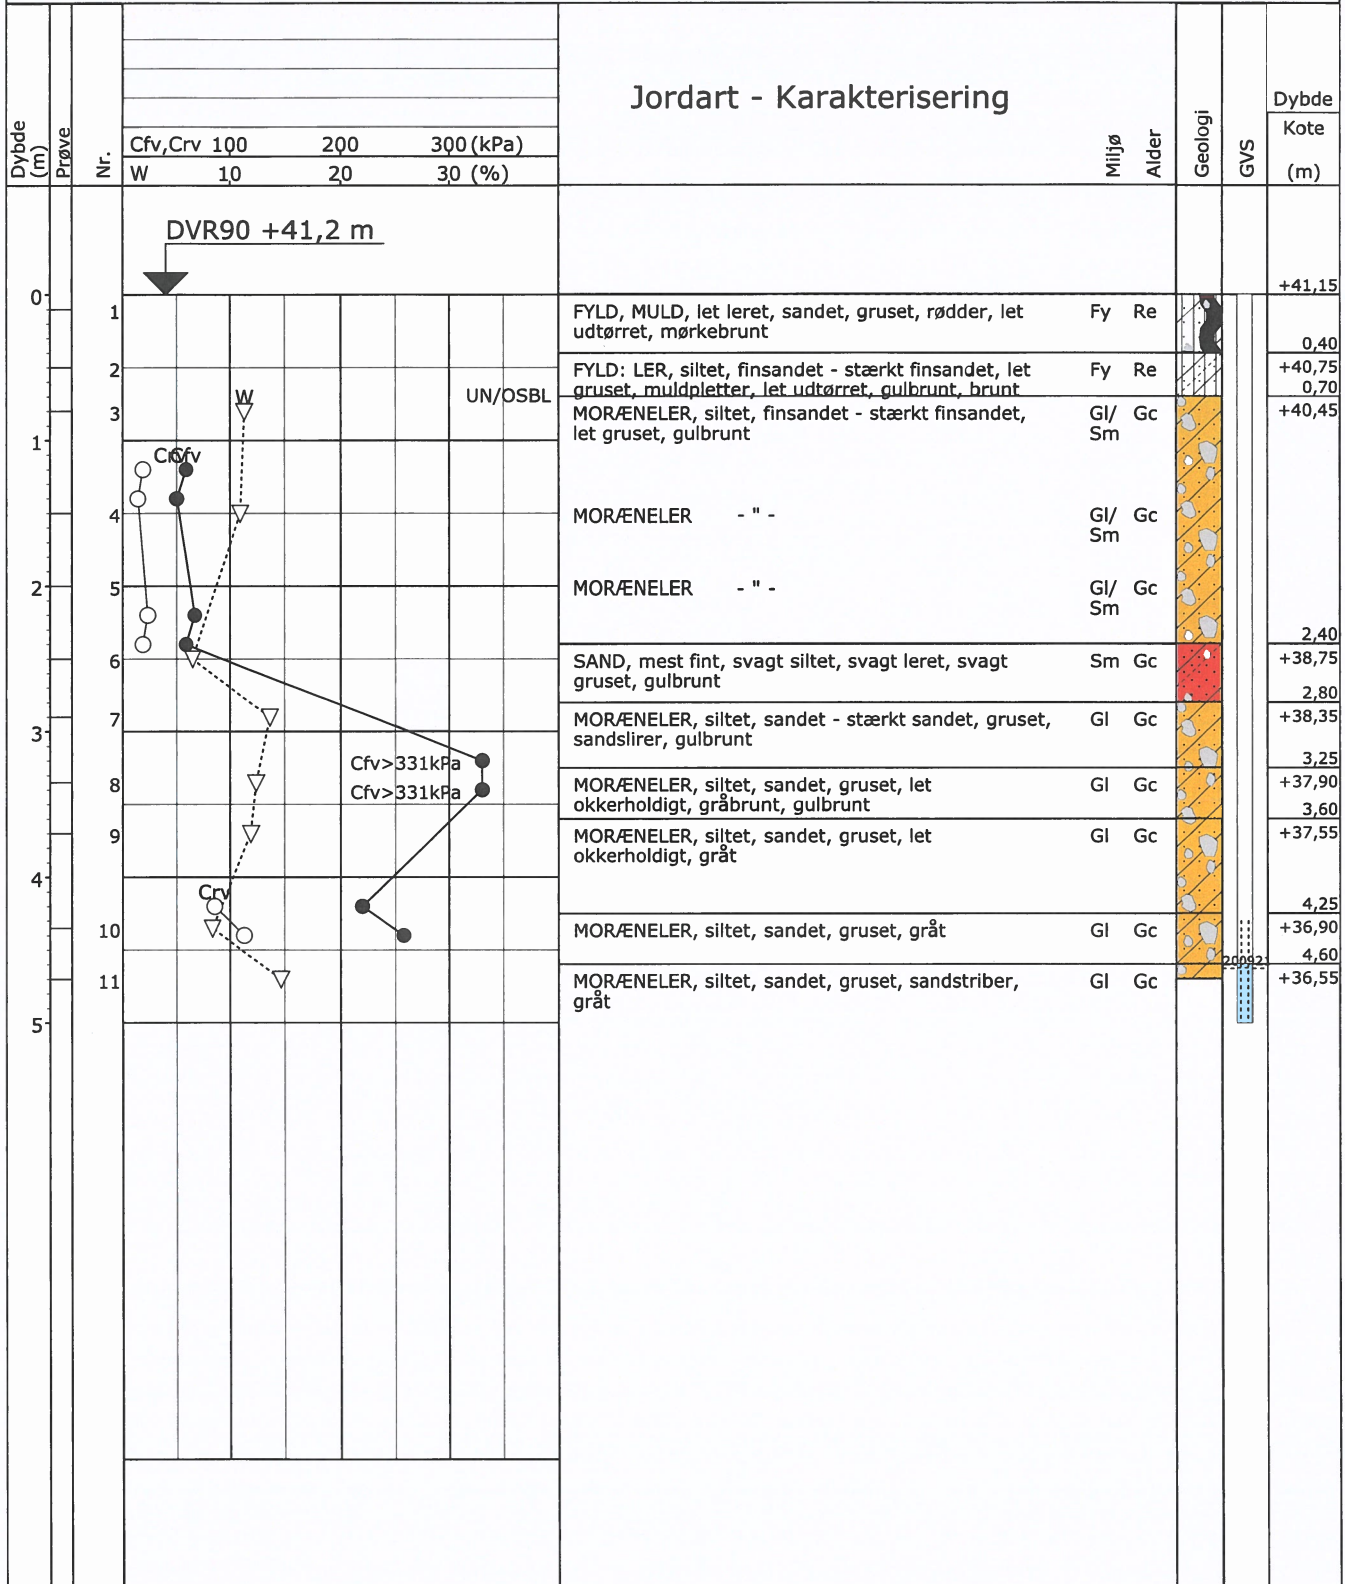 Jordart - Karakterisering
Dybde (m)
Prøve
Nr.
Cfv,Crv 100 200 300 (kPa)
W 10 20 30 (%)
Miljø
Alder
Geologi
GVS
Dybde
Kote
(m)
DVR90 +41,2 m
+41,15
0
1 FYLD, MULD, let leret, sandet, gruset, rødder, let Fy Re
udtørret, mørkebrunt
0,40
2 FYLD: LER, siltet, finsandet - stærkt finsandet, let Fy Re +40,75
gruset, muldpletter, let udtørret, gulbrunt, brunt 0,70
W UN/OSBL
3 MORÆNELER, siltet, finsandet - stærkt finsandet, Gl/ Gc +40,45
let gruset, gulbrunt Sm
1
Crv Cfv
4 MORÆNELER - " - Gl/ Gc
Sm
2 5 MORÆNELER - " - Gl/ Gc
Sm
2,40
6 SAND, mest fint, svagt siltet, svagt leret, svagt Sm Gc +38,75
gruset, gulbrunt 2,80
7 MORÆNELER, siltet, sandet - stærkt sandet, gruset, Gl Gc +38,35
3 sandslirer, gulbrunt
Cfv>331kPa 3,25
8 MORÆNELER, siltet, sandet, gruset, let Gl Gc +37,90
Cfv>331kPa
okkerholdigt, gråbrunt, gulbrunt 3,60
9 MORÆNELER, siltet, sandet, gruset, let Gl Gc +37,55
okkerholdigt, gråt
4
Crv
4,25
10 MORÆNELER, siltet, sandet, gruset, gråt Gl Gc +36,90
4,60
200921
11 MORÆNELER, siltet, sandet, gruset, sandstriber, Gl Gc +36,55
gråt
5